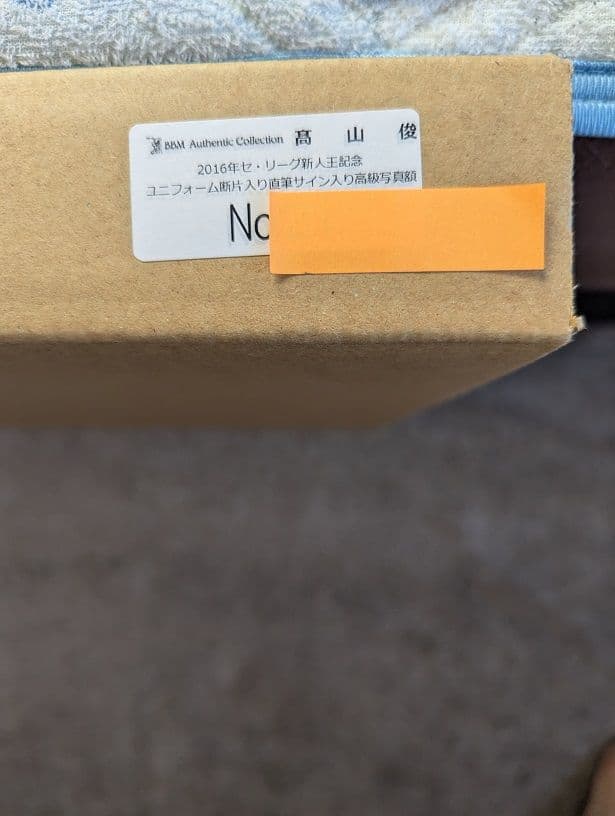 BBM Authentic Collection 髙山 俊
2016年セ・リーグ新人王記念
ユニフォーム断片入り直筆サイン入り高級写真額
No